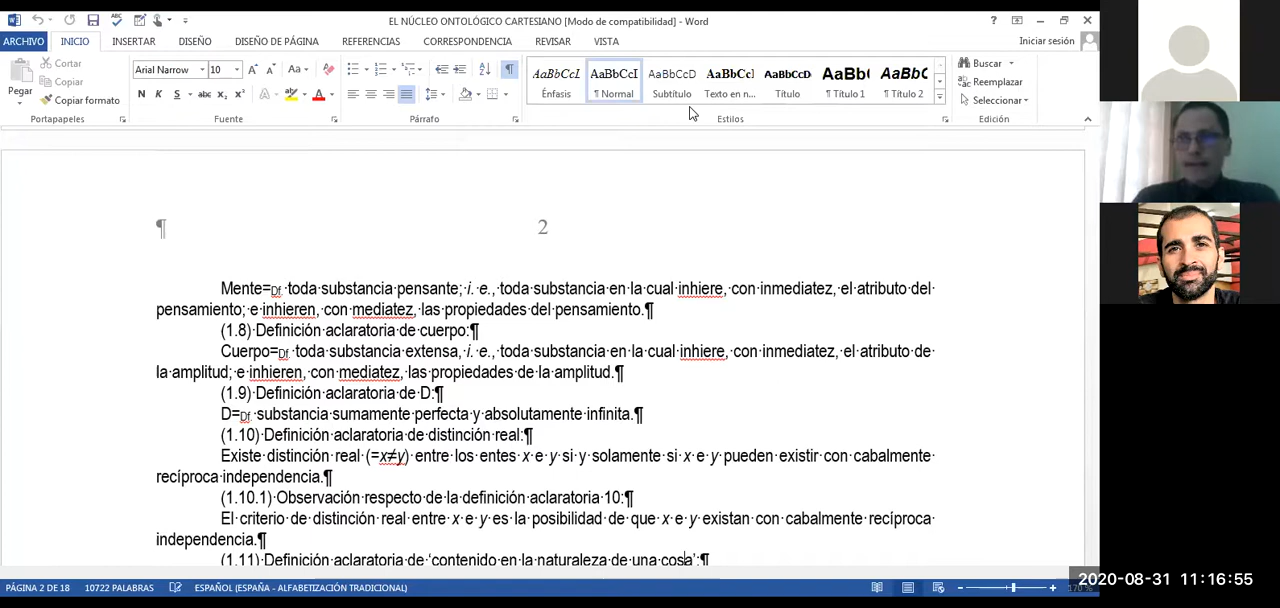 EL NÚCLEO ONTOLÓGICO CARTESIANO [Modo de compatibilidad] - Word
ARCHIVO INICIO INSERTAR DISEÑO DISEÑO DE PÁGINA REFERENCIAS CORRESPONDENCIA REVISAR VISTA Iniciar sesión
Cortar
Copiar
Copiar formato
Pegar
Portapapeles
Arial Narrow 10
Fuente
Párrafo
AaBbCcI AaBbCcI AaBbCcD AaBbCcI AaBbCcD AaBb( AaBbC
Énfasis ¶ Normal Subtítulo Texto en n... Título ¶ Título 1 ¶ Título 2
Estilos
Buscar
Reemplazar
Seleccionar
Edición
¶ 2
Mente=Df. toda·substancia·pensante;·i.·e.,·toda·substancia·en·la·cual·inhiere,·con·inmediatez,·el·atributo·del·
pensamiento;·e·inhieren,·con·mediatez,·las·propiedades·del·pensamiento.¶
(1.8)·Definición·aclaratoria·de·cuerpo:¶
Cuerpo=Df.·toda·substancia·extensa,·i.·e.,·toda·substancia·en·la·cual·inhiere,·con·inmediatez,·el·atributo·de·
la·amplitud;·e·inhieren,·con·mediatez,·las·propiedades·de·la·amplitud.¶
(1.9)·Definición·aclaratoria·de·D:¶
D=Df.·substancia·sumamente·perfecta·y·absolutamente·infinita.¶
(1.10)·Definición·aclaratoria·de·distinción·real:¶
Existe·distinción·real·(=x≠y)·entre·los·entes·x·e·y·si·y·solamente·si·x·e·y·pueden·existir·con·cabalmente·
recíproca·independencia.¶
(1.10.1)·Observación·respecto·de·la·definición·aclaratoria·10:¶
El·criterio·de·distinción·real·entre·x·e·y·es·la·posibilidad·de·que·x·e·y·existan·con·cabalmente·recíproca·
independencia.¶
(1.11)·Definición·aclaratoria·de·‘contenido·en·la·naturaleza·de·una·cosa’:¶
PÁGINA 2 DE 18 10722 PALABRAS ESPAÑOL (ESPAÑA - ALFABETIZACIÓN TRADICIONAL) 170 %
2020-08-31 11:16:55